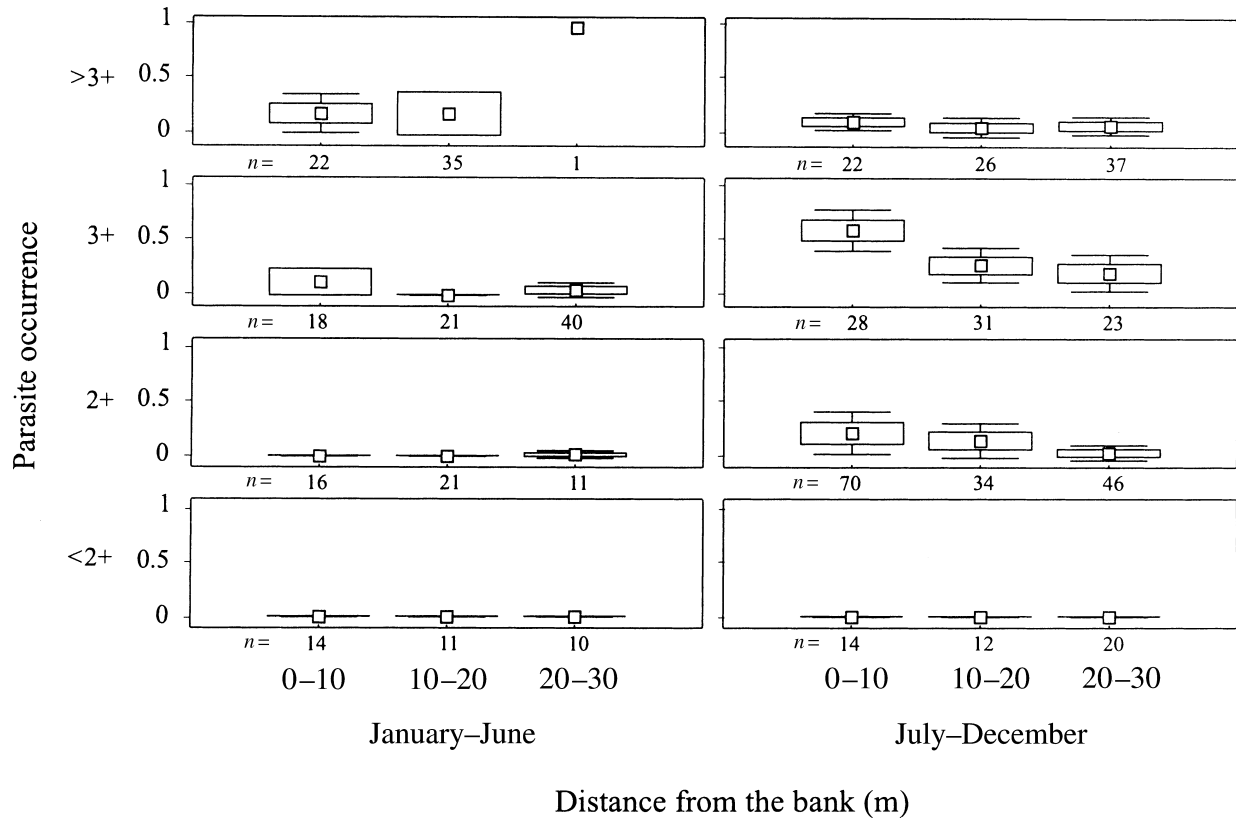 Parasite occurrence
>3+
1
0.5
0
n= 22 35 1
n= 22 26 37
3+
1
0.5
0
n= 18 21 40
n= 28 31 23
2+
1
0.5
0
n= 16 21 11
n= 70 34 46
<2+
1
0.5
0
n= 14 11 10
n= 14 12 20
0–10 10–20 20–30
0–10 10–20 20–30
January–June
July–December
Distance from the bank (m)